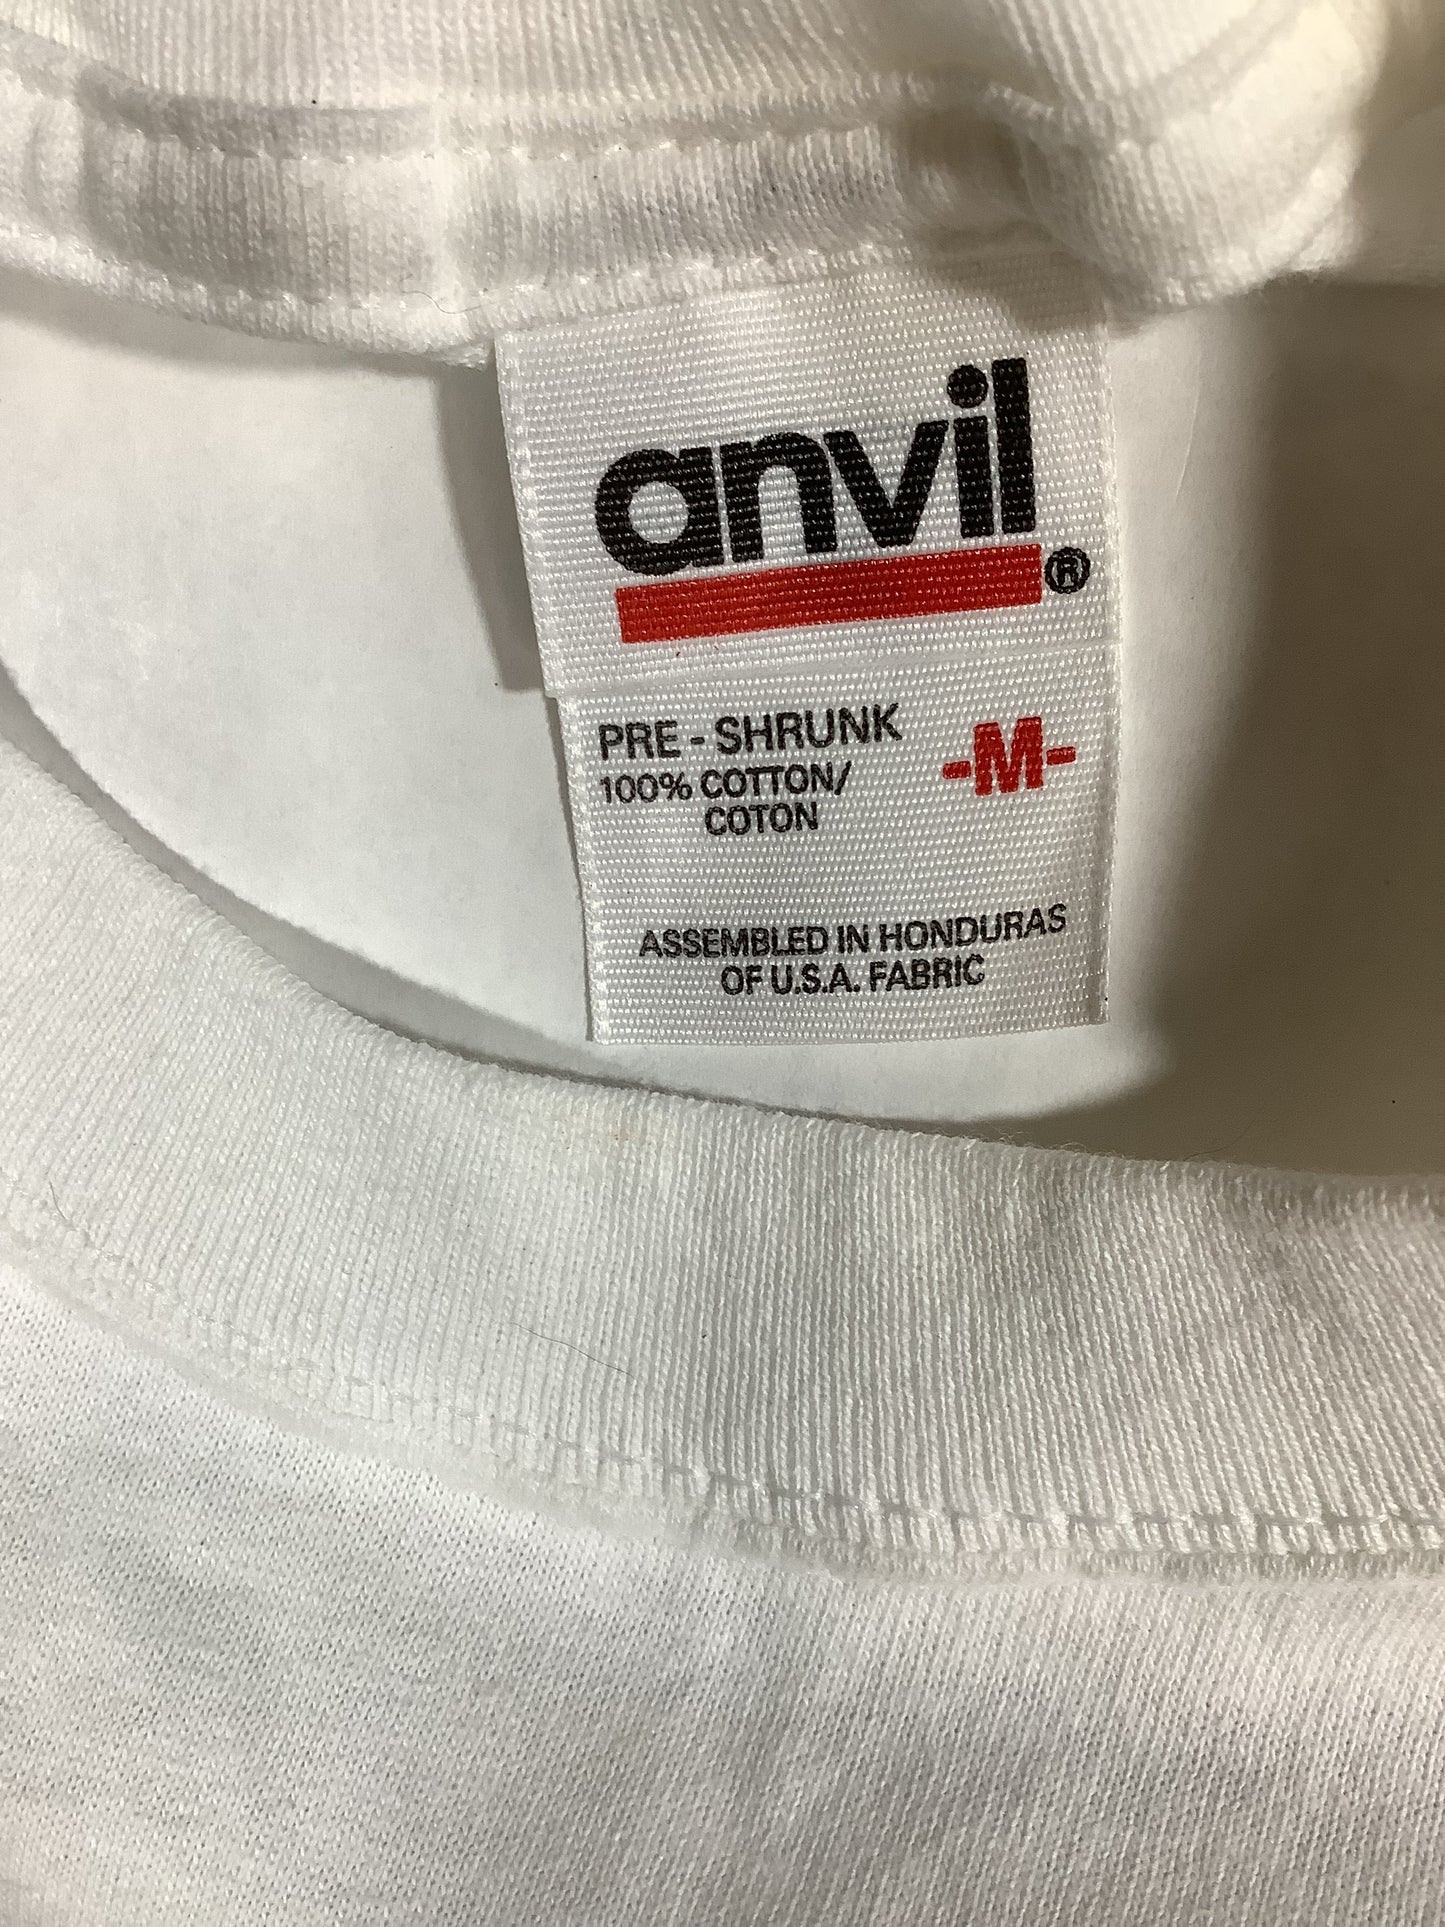 anvil®
PRE - SHRUNK
100% COTTON/
COTON
-M-
ASSEMBLED IN HONDURAS
OF U.S.A. FABRIC